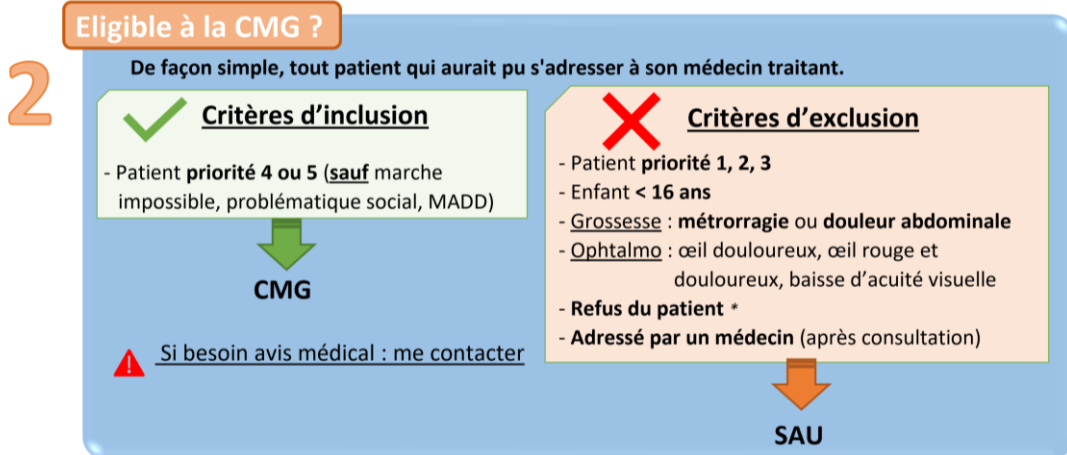 Eligible à la CMG ?
2
De façon simple, tout patient qui aurait pu s'adresser à son médecin traitant.
Critères d'inclusion
- Patient priorité 4 ou 5 (sauf marche
impossible, problématique social, MADD)
CMG
Si besoin avis médical : me contacter
Critères d'exclusion
- Patient priorité 1, 2, 3
- Enfant < 16 ans
- Grossesse : métrorragie ou douleur abdominale
- Ophtalmo : œil douloureux, œil rouge et
douloureux, baisse d'acuité visuelle
- Refus du patient *
- Adressé par un médecin (après consultation)
SAU